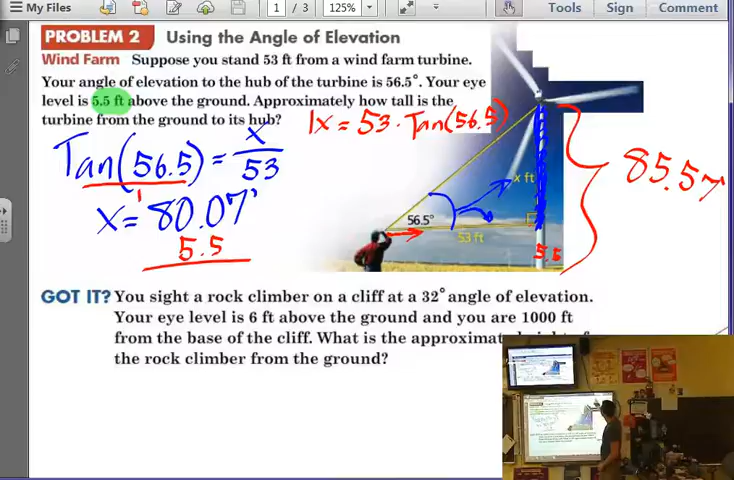 My Files
1 / 3
125%
Tools
Sign
Comment
PROBLEM 2 Using the Angle of Elevation
Wind Farm Suppose you stand 53 ft from a wind farm turbine.
Your angle of elevation to the hub of the turbine is 56.5°. Your eye
level is 5.5 ft above the ground. Approximately how tall is the
turbine from the ground to its hub?
1x = 53 · Tan(56.5)
Tan(56.5) = x/53
1
x = 80.07'
5.5
x ft
56.5°
53 ft
5.5
85.57
GOT IT? You sight a rock climber on a cliff at a 32° angle of elevation.
Your eye level is 6 ft above the ground and you are 1000 ft
from the base of the cliff. What is the approximate
the rock climber from the ground?